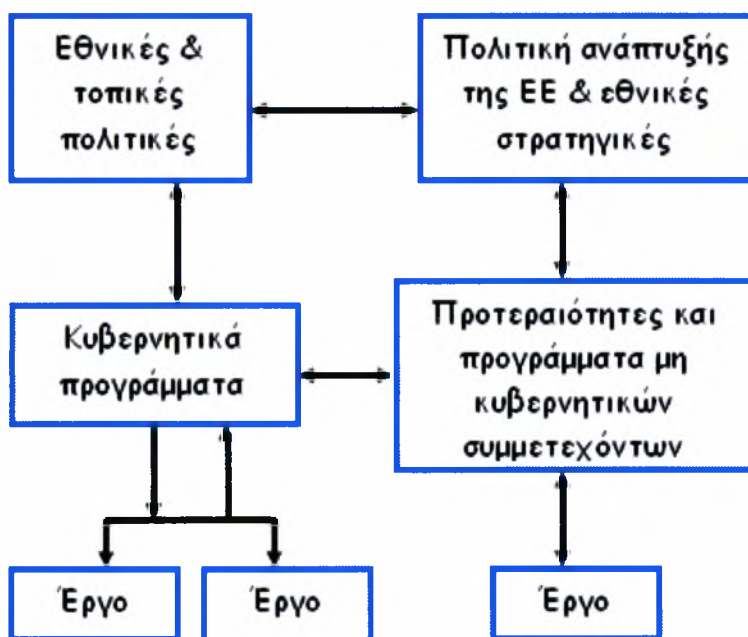 Εθνικές &
τοπικές
πολιτικές
Πολιτική ανάπτυξής
της ΕΕ & εθνικές
στρατηγικές
Κυβερνητικά
προγράμματα
Προτεραιότητες και
προγράμματα μη
κυβερνητικών
συμμετεχόντων
Έργο
Έργο
Έργο